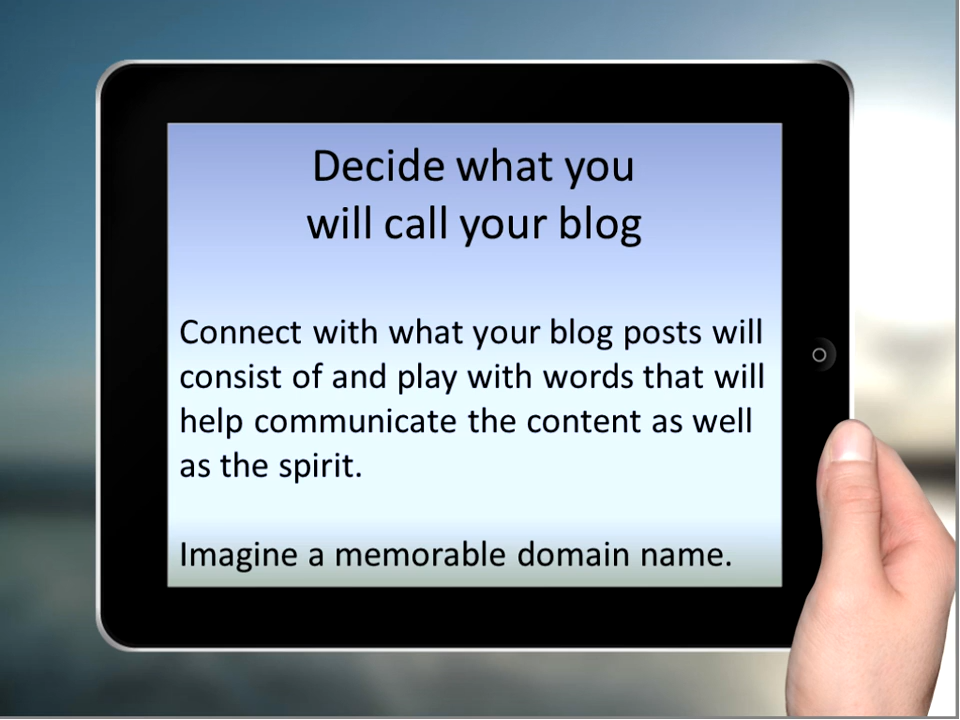 Decide what you
will call your blog
Connect with what your blog posts will
consist of and play with words that will
help communicate the content as well
as the spirit.
Imagine a memorable domain name.